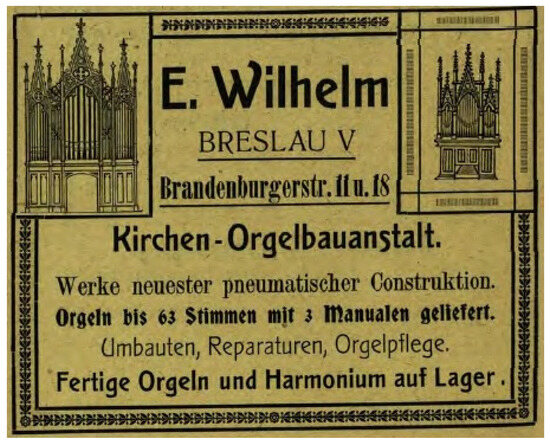 E. Wilhelm
BRESLAU V
Brandenburgerstr. 11 u. 18
Kirchen-Orgelbauanstalt.
Werke neuester pneumatischer Construktion.
Orgeln bis 63 Stimmen mit 3 Manualen geliefert.
Umbauten, Reparaturen, Orgelpflege.
Fertige Orgeln und Harmonium auf Lager.